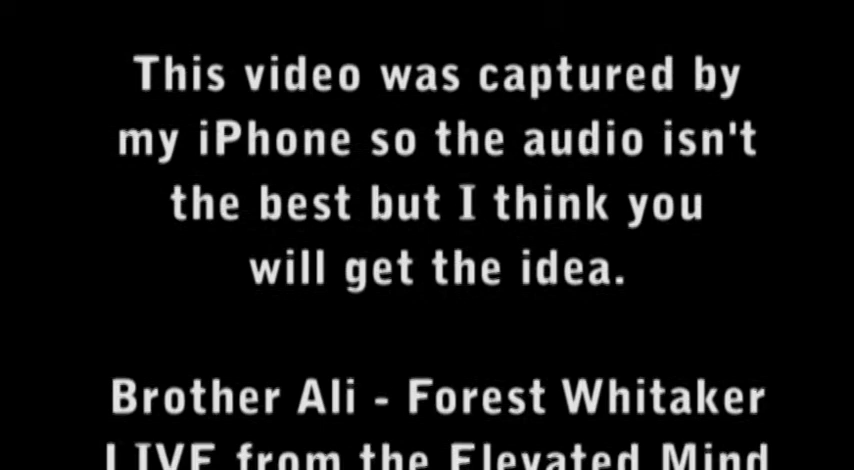 This video was captured by
my iPhone so the audio isn't
the best but I think you
will get the idea.
Brother Ali - Forest Whitaker
LIVE from the Elevated Mind